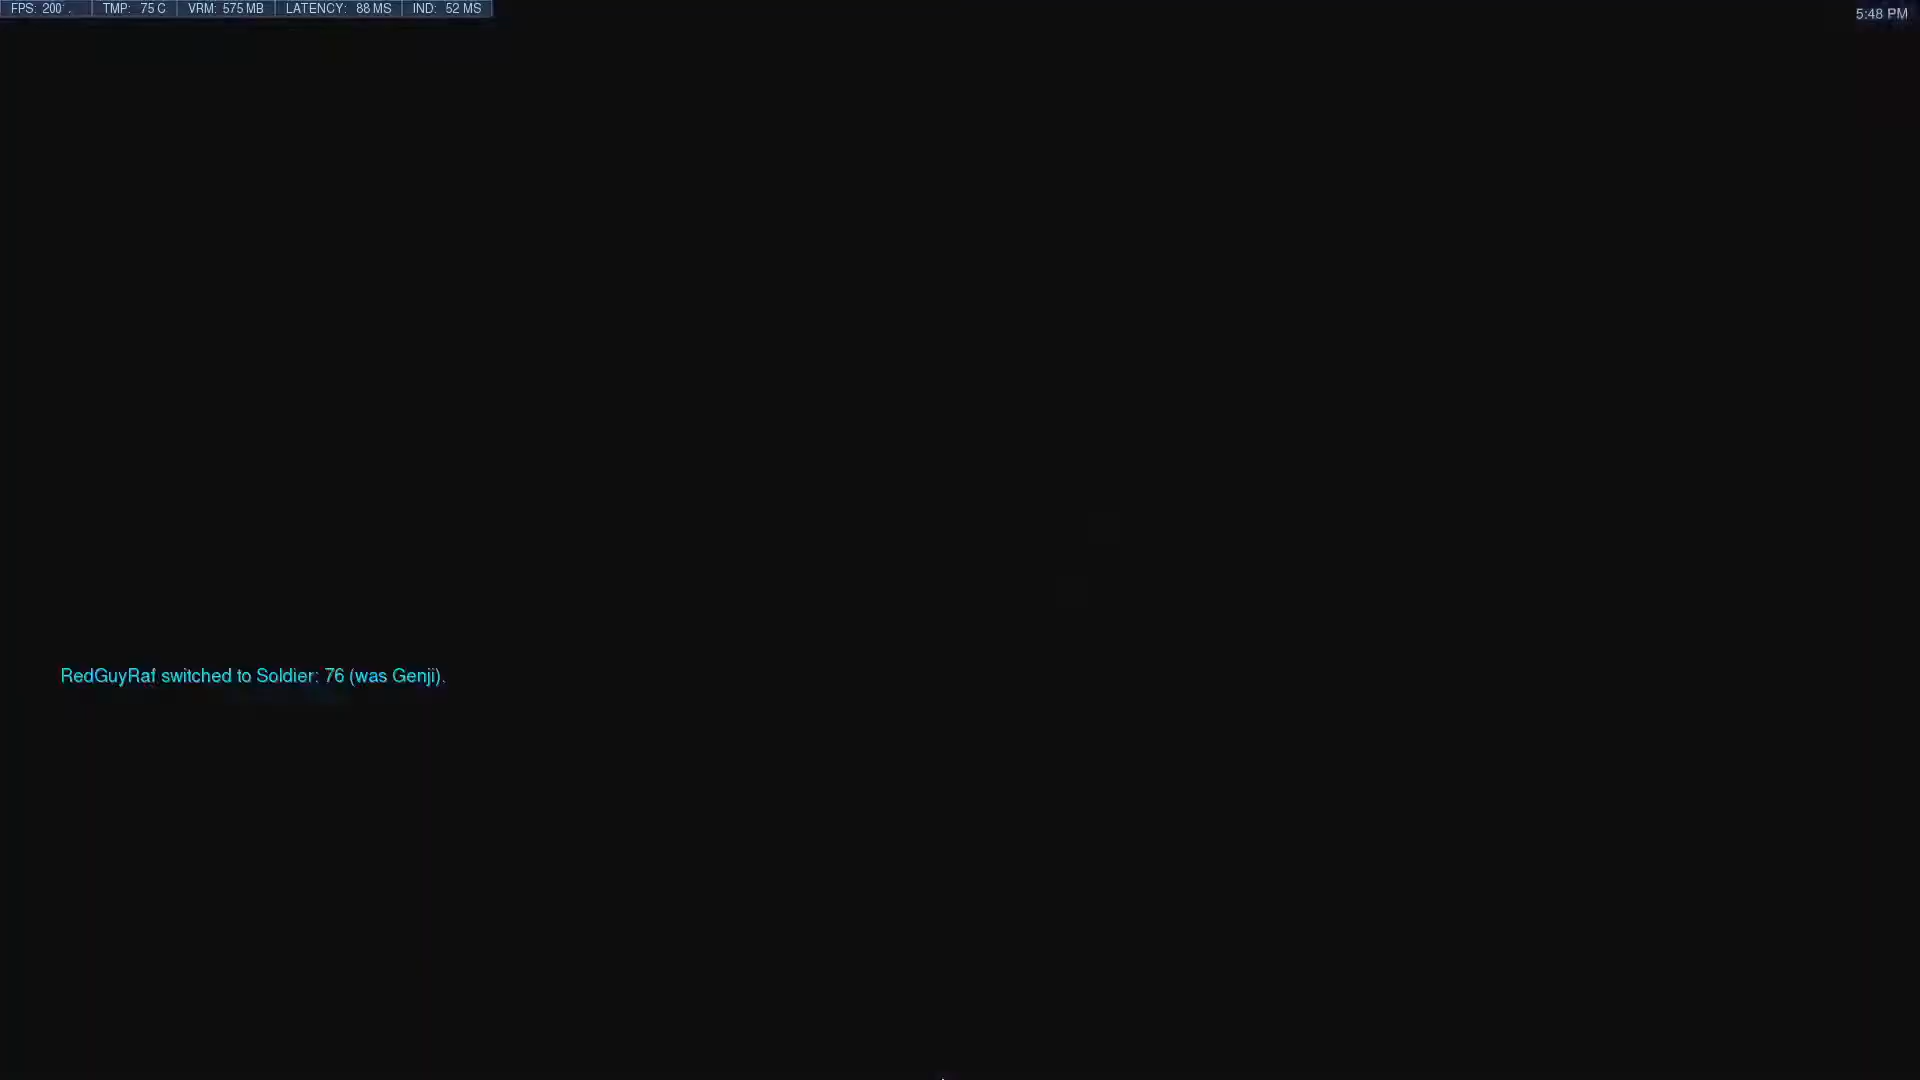 FPS: 200 TMP: 75 C VRM: 575 MB LATENCY: 88 MS IND: 52 MS
5:48 PM
RedGuyRaf switched to Soldier: 76 (was Genji).